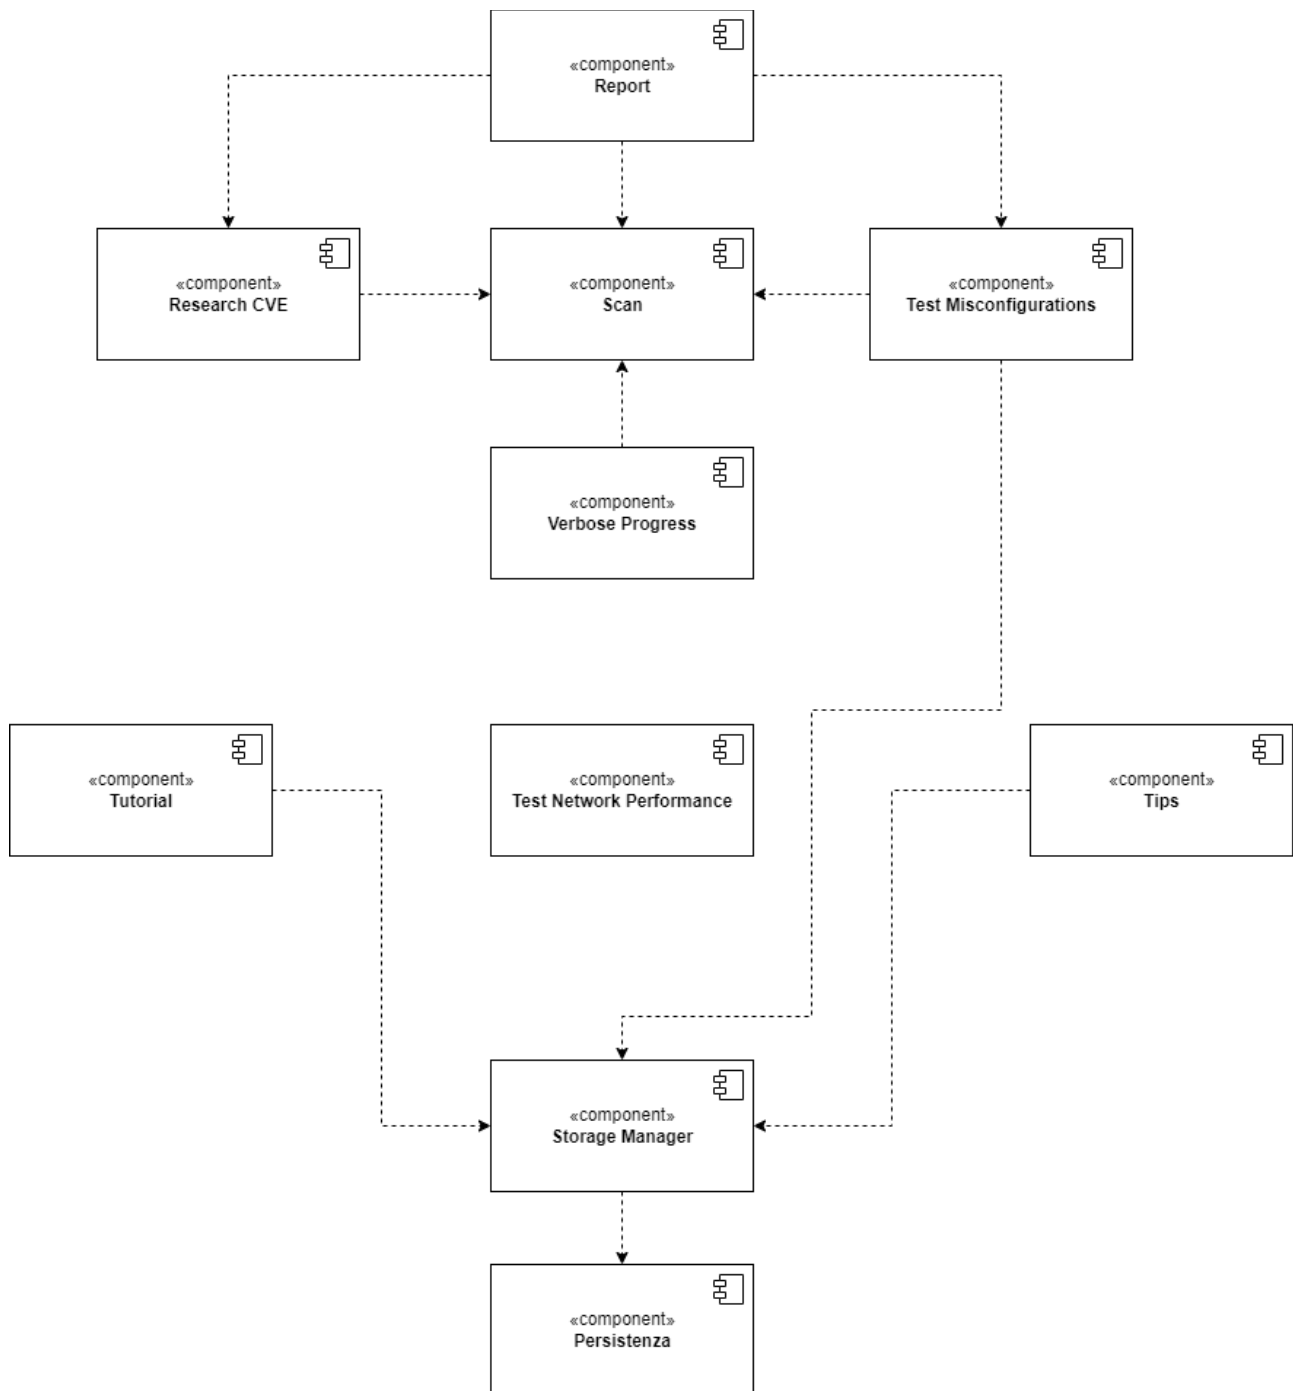 «component»
Report
«component»
Research CVE
«component»
Scan
«component»
Test Misconfigurations
«component»
Verbose Progress
«component»
Tutorial
«component»
Test Network Performance
«component»
Tips
«component»
Storage Manager
«component»
Persistenza